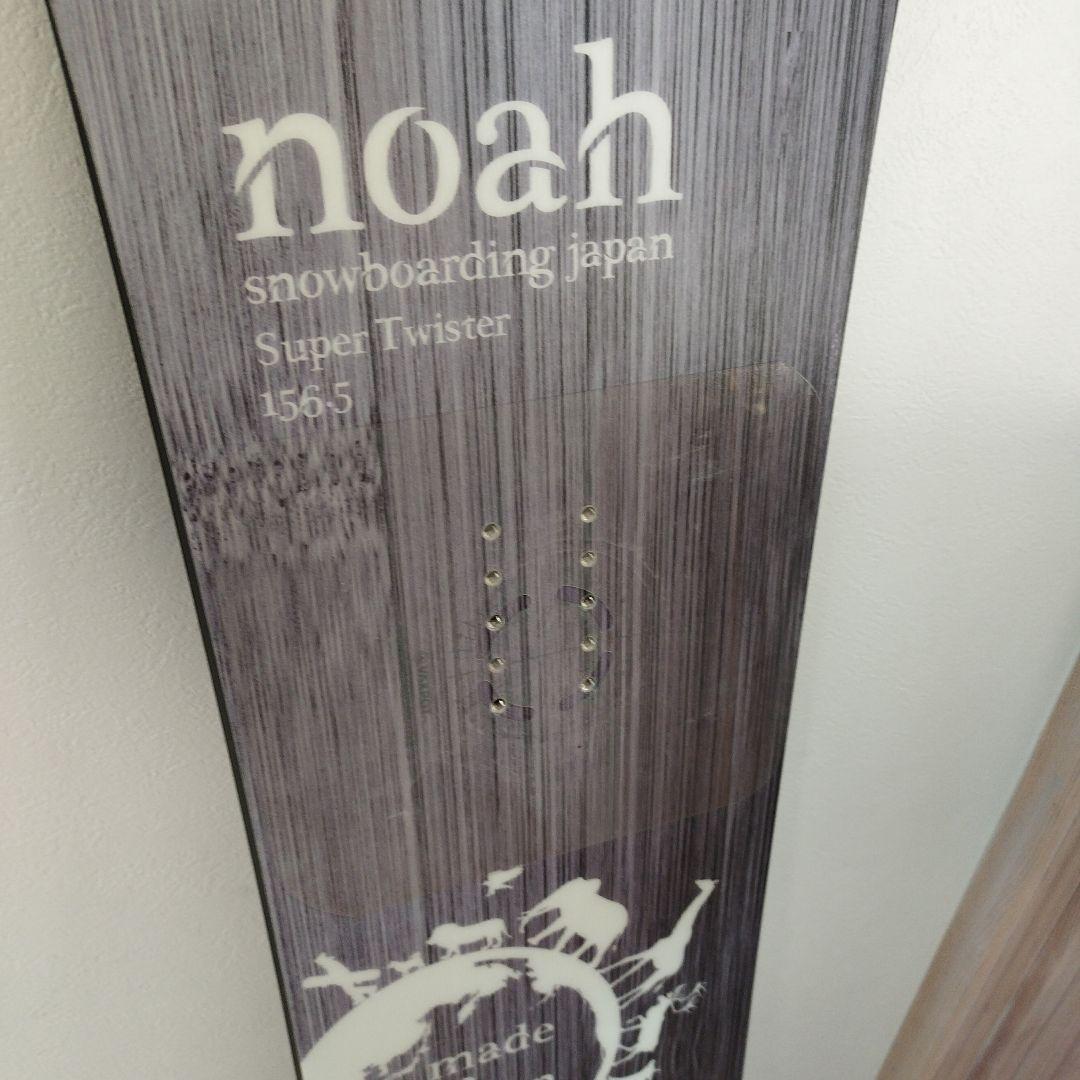 noah
snowboarding japan
Super Twister
156.5
made